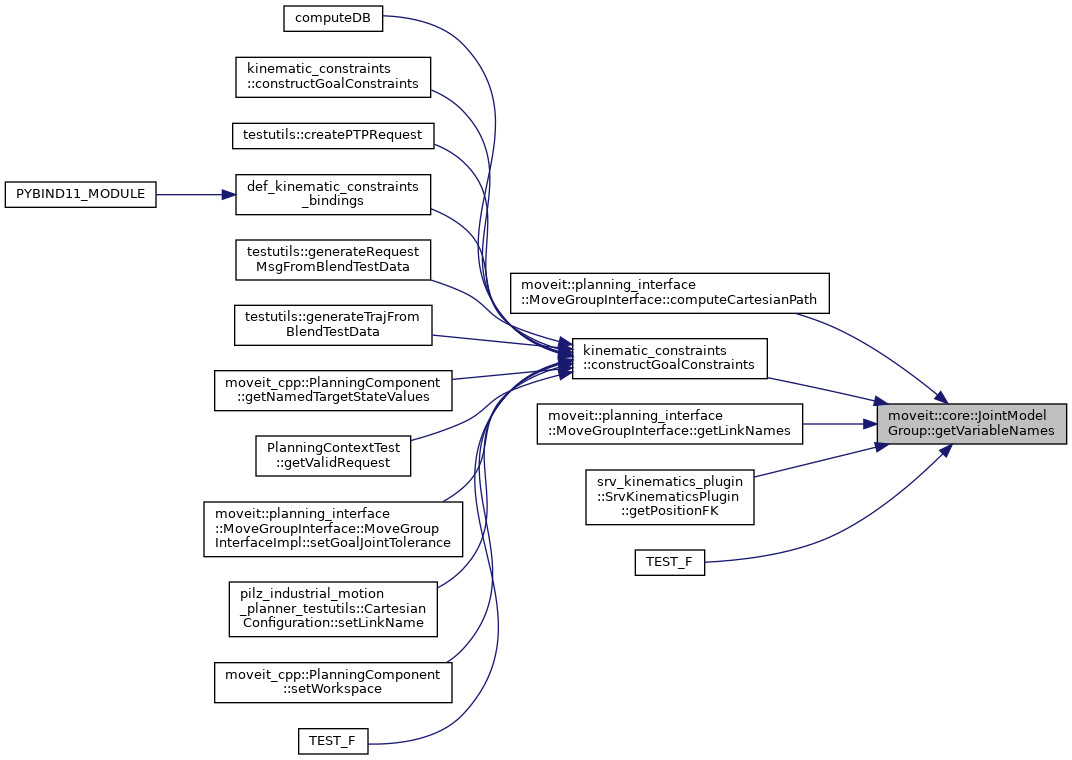 computeDB
kinematic_constraints
::constructGoalConstraints
testutils::createPTPRequest
PYBIND11_MODULE
def_kinematic_constraints
_bindings
testutils::generateRequest
MsgFromBlendTestData
testutils::generateTrajFrom
BlendTestData
moveit_cpp::PlanningComponent
::getNamedTargetStateValues
PlanningContextTest
::getValidRequest
moveit::planning_interface
::MoveGroupInterface::MoveGroup
InterfaceImpl::setGoalJointTolerance
pilz_industrial_motion
_planner_testutils::Cartesian
Configuration::setLinkName
moveit_cpp::PlanningComponent
::setWorkspace
TEST_F
moveit::planning_interface
::MoveGroupInterface::computeCartesianPath
kinematic_constraints
::constructGoalConstraints
moveit::planning_interface
::MoveGroupInterface::getLinkNames
srv_kinematics_plugin
::SrvKinematicsPlugin
::getPositionFK
TEST_F
moveit::core::JointModel
Group::getVariableNames